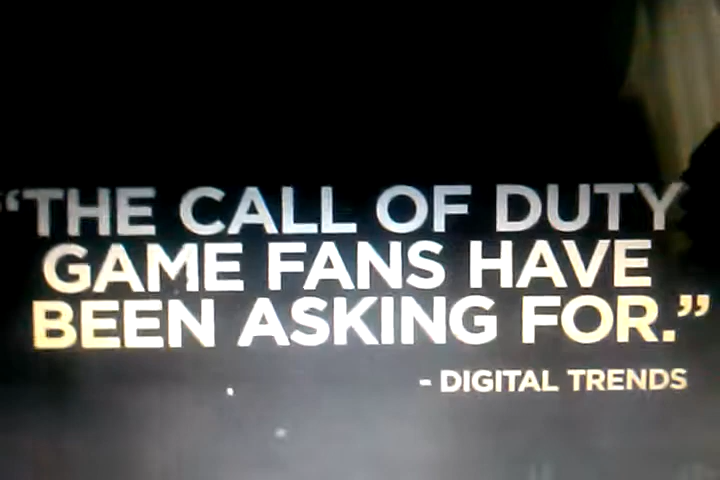 “THE CALL OF DUTY
GAME FANS HAVE
BEEN ASKING FOR.”
- DIGITAL TRENDS